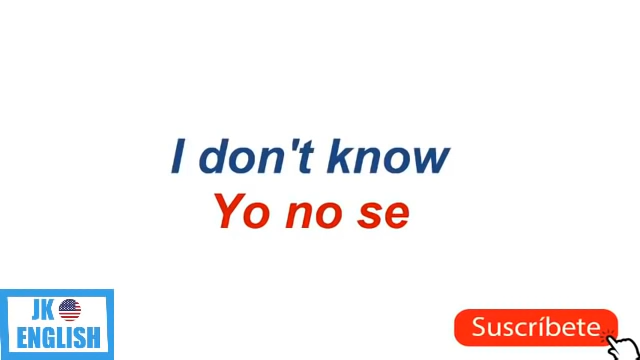 I don't know
Yo no se
JK
ENGLISH
Suscríbete